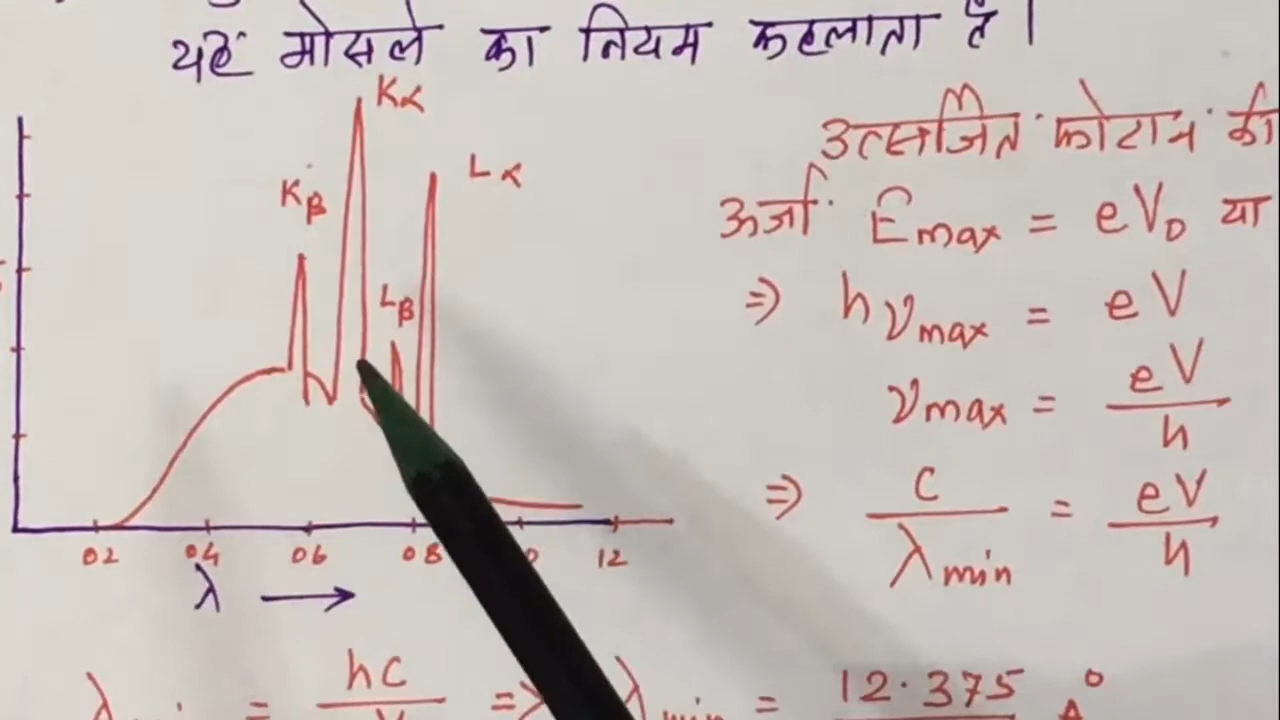 यहें मोसले का नियम कहलाता है।
Kα
Kβ
Lα
Lβ
02 04 06 08 12
λ →
उत्सर्जित फोटान की
ऊर्जा Emax = eV₀ या
⇒ hνmax = eV
νmax = eV/h
⇒ c/λmin = eV/h
= hc/V ⇒ λmin = 12.375 A°